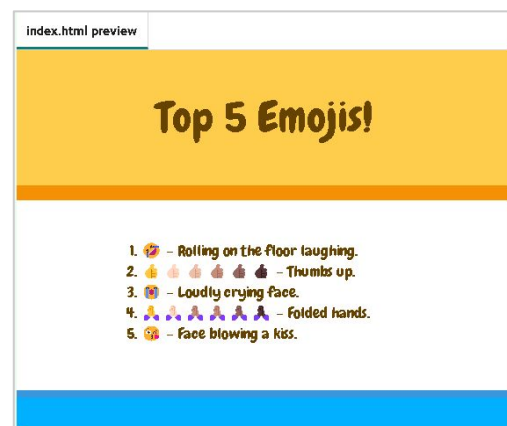 index.html preview
Top 5 Emojis!
1. 🤣 – Rolling on the floor laughing.
2. 👍 👍🏻 👍🏼 👍🏽 👍🏾 👍🏿 – Thumbs up.
3. 😭 – Loudly crying face.
4. 🙏 🙏🏻 🙏🏼 🙏🏽 🙏🏾 🙏🏿 – Folded hands.
5. 😘 – Face blowing a kiss.